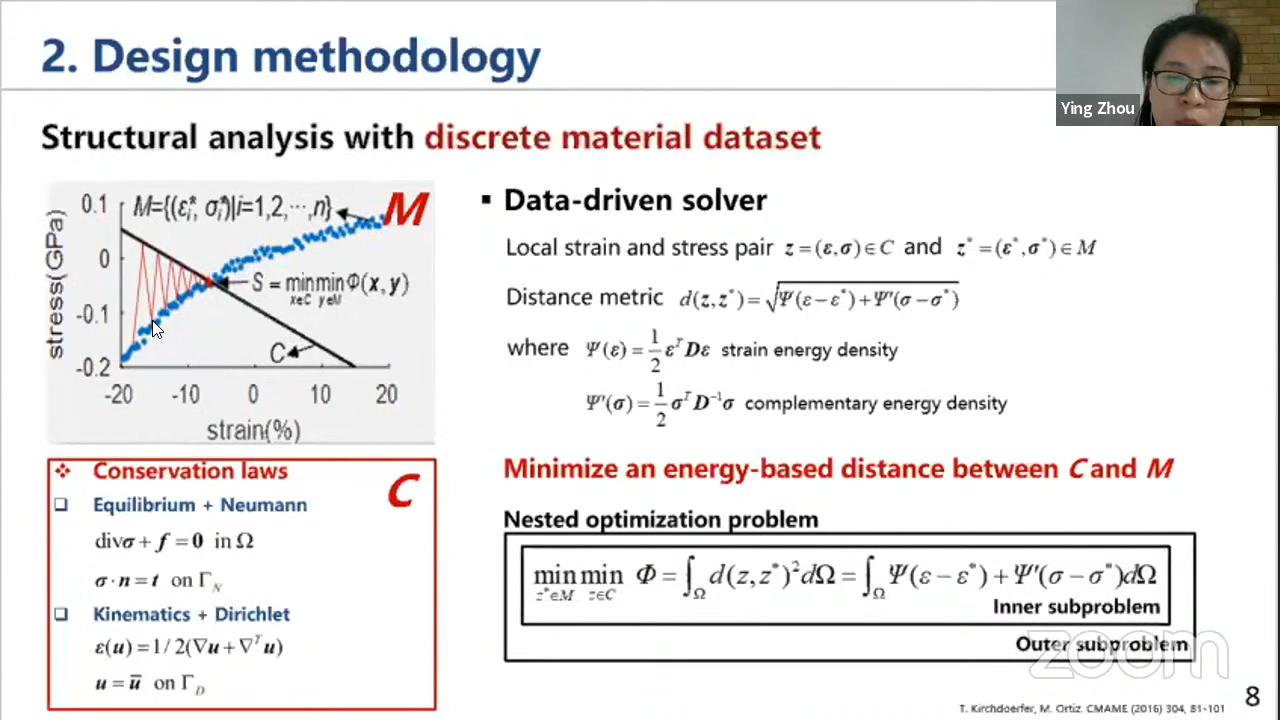 2. Design methodology
Ying Zhou
Structural analysis with discrete material dataset
0.1
0
-0.1
-0.2
stress(GPa)
M={(εᵢ*, σᵢ*)|i=1,2,···,n}
M
S = minmin Φ(x, y)
x∈C y∈M
C
-20 -10 0 10 20
strain(%)
❖ Conservation laws
C
❑ Equilibrium + Neumann
divσ + f = 0 in Ω
σ · n = t on Γ_N
❑ Kinematics + Dirichlet
ε(u) = 1/2(∇u + ∇ᵀu)
u = ū on Γ_D
▪ Data-driven solver
Local strain and stress pair z = (ε,σ) ∈ C and z* = (ε*,σ*) ∈ M
Distance metric d(z,z*) = √(Ψ(ε−ε*)+Ψ'(σ−σ*))
where Ψ(ε) = 1/2 εᵀDε strain energy density
Ψ'(σ) = 1/2 σᵀD⁻¹σ complementary energy density
Minimize an energy-based distance between C and M
Nested optimization problem
min min Φ = ∫_Ω d(z,z*)²dΩ = ∫_Ω Ψ(ε−ε*)+Ψ'(σ−σ*)dΩ
z*∈M z∈C
Inner subproblem
Outer subproblem
zoom
T. Kirchdoerfer, M. Ortiz. CMAME (2016) 304, 81-101
8